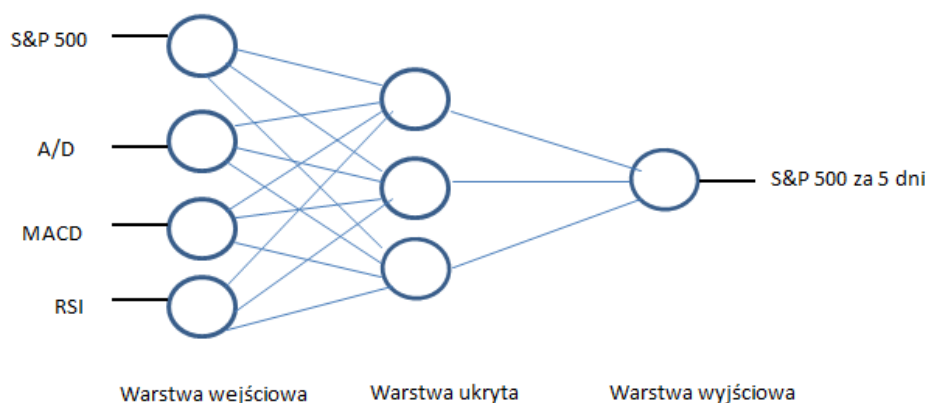 S&P 500
A/D
MACD
RSI
S&P 500 za 5 dni
Warstwa wejściowa
Warstwa ukryta
Warstwa wyjściowa